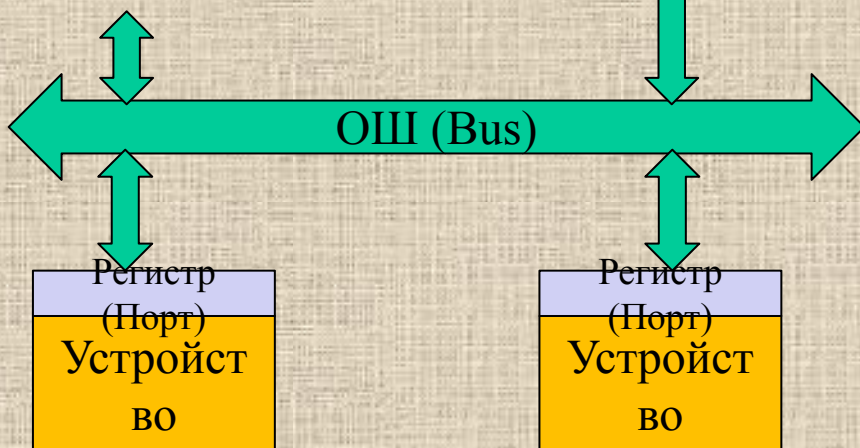 ОШ (Bus)
Регистр
(Порт)
Устройст
во
Регистр
(Порт)
Устройст
во